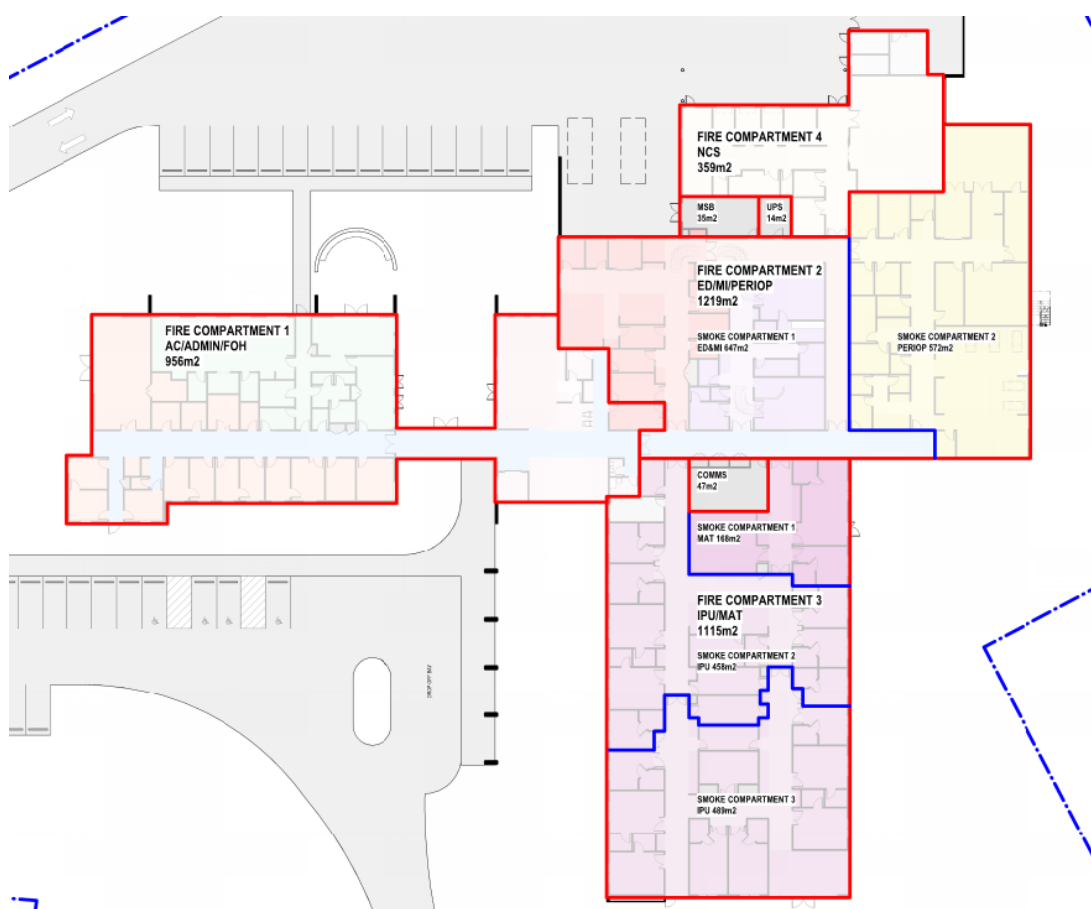 FIRE COMPARTMENT 4
NCS
359m2
MSB
35m2
UPS
14m2
FIRE COMPARTMENT 2
ED/MI/PERIOP
1219m2
SMOKE COMPARTMENT 1
ED&MI 647m2
SMOKE COMPARTMENT 2
PERIOP 572m2
FIRE COMPARTMENT 1
AC/ADMIN/FOH
956m2
COMMS
47m2
SMOKE COMPARTMENT 1
MAT 168m2
FIRE COMPARTMENT 3
IPU/MAT
1115m2
SMOKE COMPARTMENT 2
IPU 458m2
DROP-OFF BAY
SMOKE COMPARTMENT 3
IPU 489m2